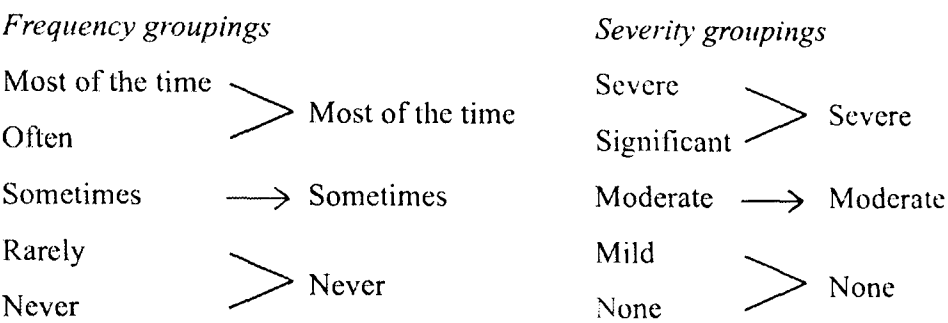 Frequency groupings
Most of the time
Often
Most of the time
Sometimes
Sometimes
Rarely
Never
Never
Severity groupings
Severe
Significant
Severe
Moderate
Moderate
Mild
None
None